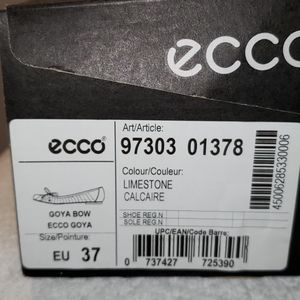 ecco
Art/Article:
97303 01378
ecco
Colour/Couleur:
LIMESTONE
CALCAIRE
GOYA BOW
ECCO GOYA
SHOE REG.N
SOLE REG.N
Size/Pointure:
EU 37
UPC/EAN/Code Barre:
0 737427 725390
45006285330006